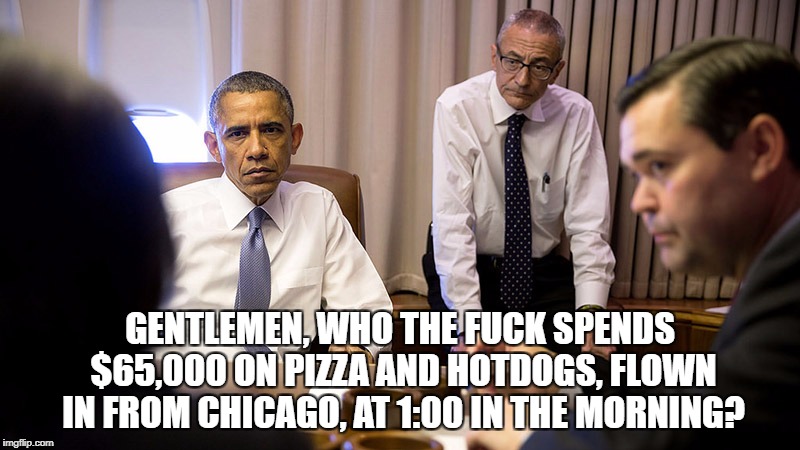 GENTLEMEN, WHO THE FUCK SPENDS
$65,000 ON PIZZA AND HOTDOGS, FLOWN
IN FROM CHICAGO, AT 1:00 IN THE MORNING?
imgflip.com